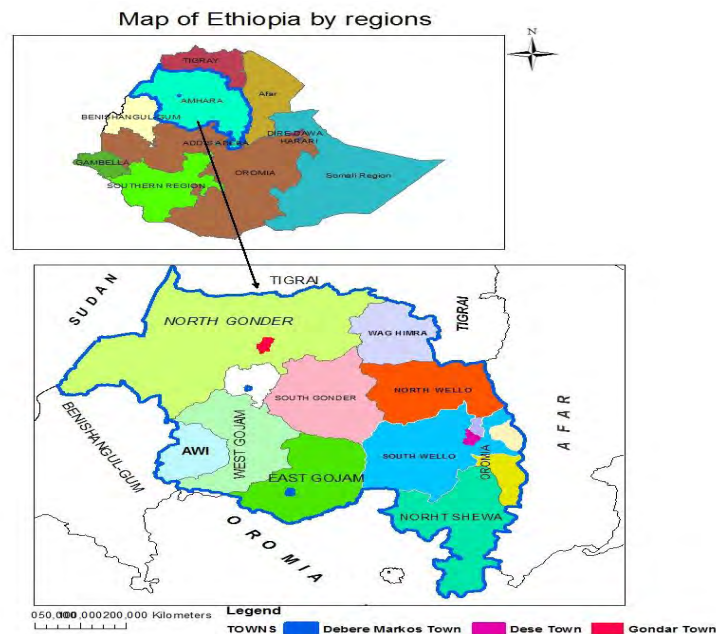 Map of Ethiopia by regions
N
TIGRAY
Afar
AMHARA
BENISHANGUL-GUM
DIRE DAWA
HARARI
ADDIS ABEBA
GAMBELLA
OROMIA
Somali Region
SOUTHERN REGION
TIGRAI
SUDAN
NORTH GONDER
TIGRAI
WAG HIMRA
NORTH WELLO
SOUTH GONDER
AFAR
BENISHANGUL-GUM
AWI
WEST GOJAM
SOUTH WELLO
OROMIA
EAST GOJAM
NORHT SHEWA
OROMIA
200,000 Kilometers
Legend
TOWNS Debere Markos Town Dese Town Gondar Town